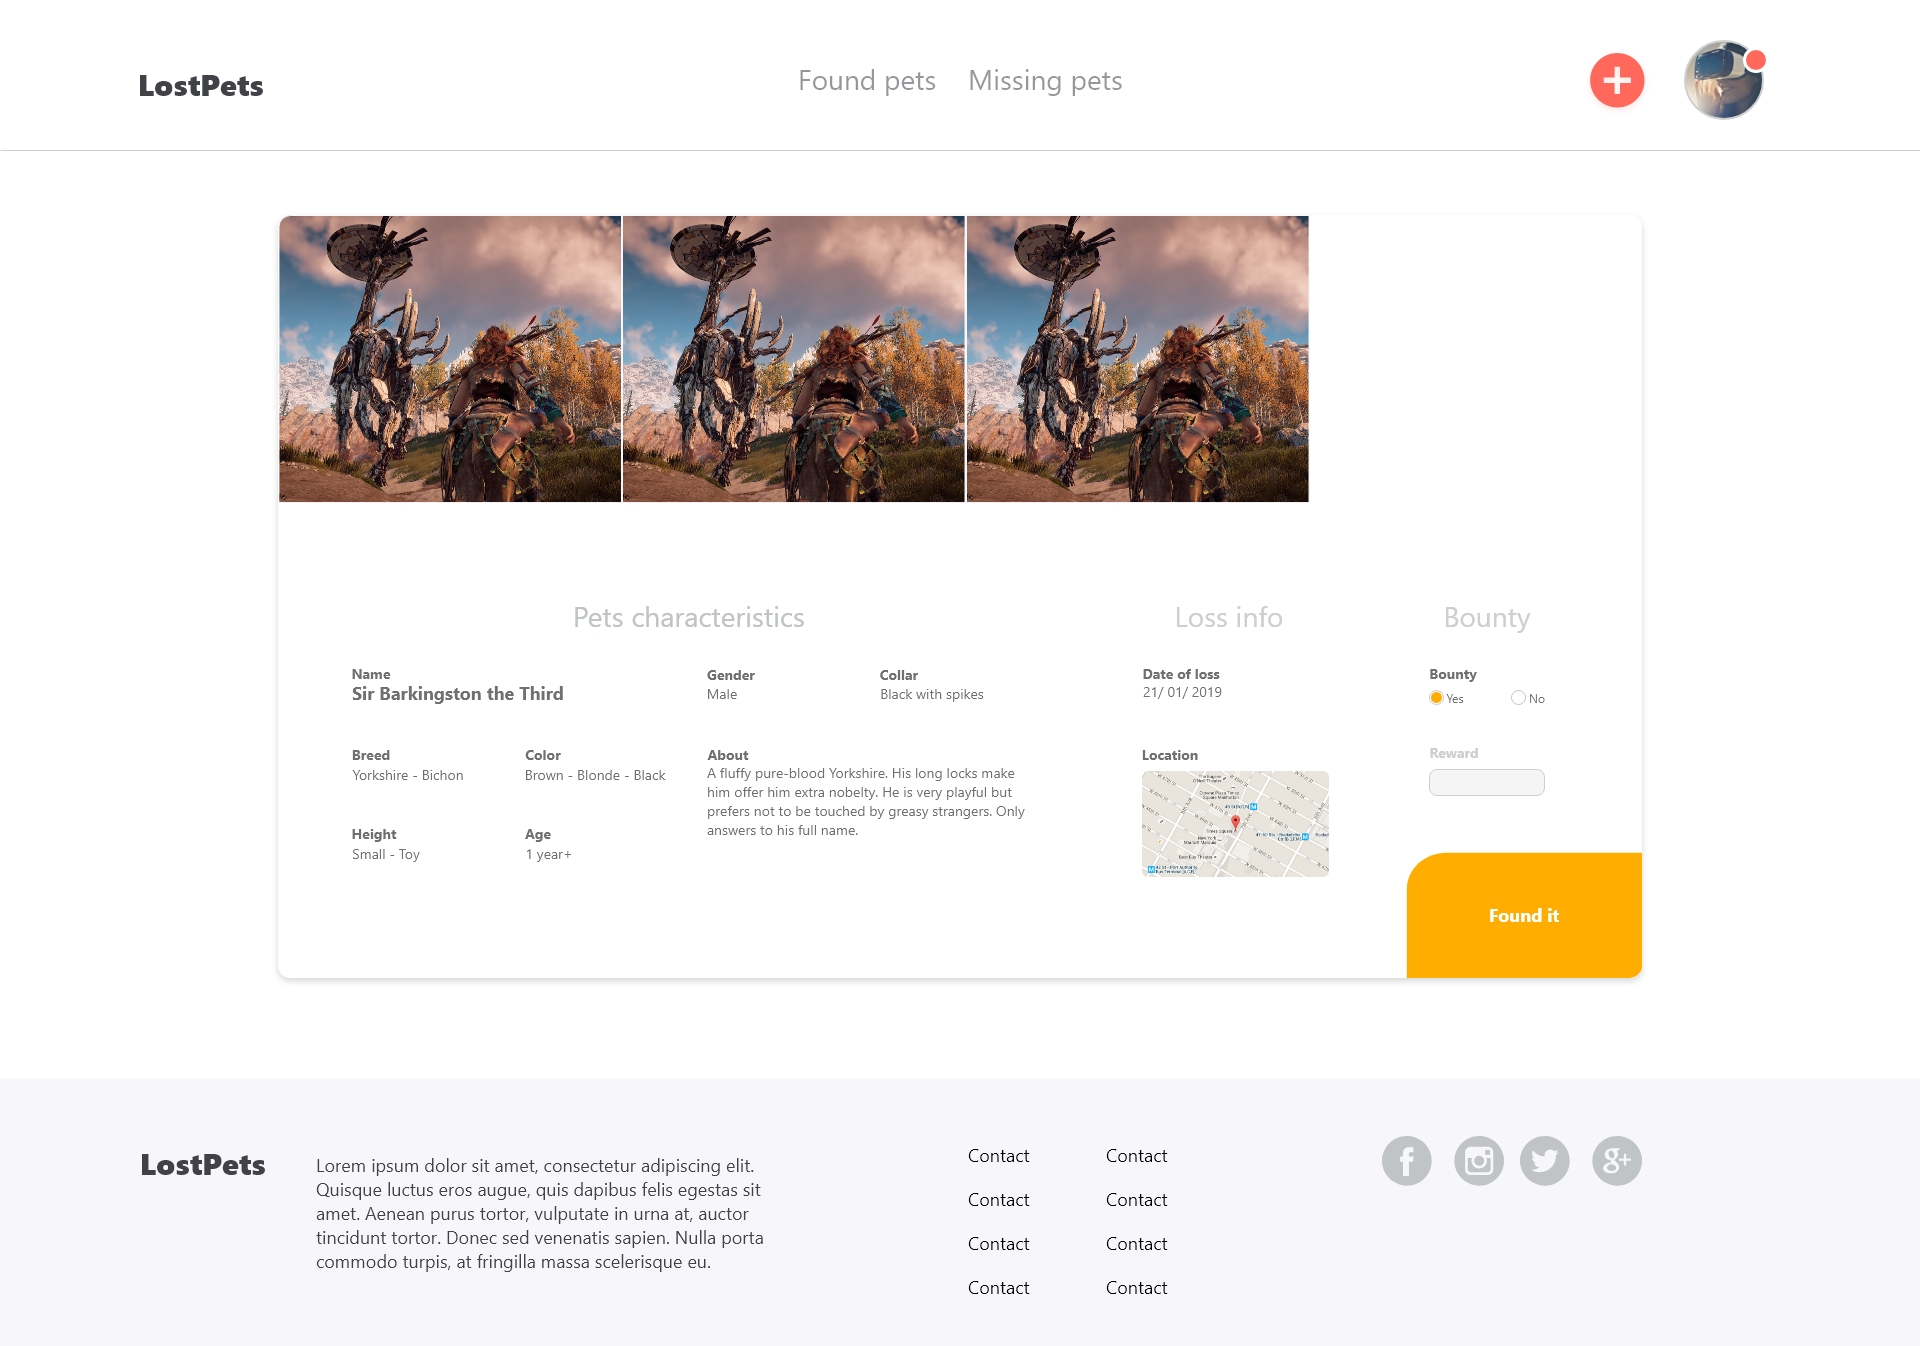 LostPets
Found pets
Missing pets
Pets characteristics
Loss info
Bounty
Name
Sir Barkingston the Third
Gender
Male
Collar
Black with spikes
Date of loss
21/ 01/ 2019
Bounty
Yes
No
Breed
Yorkshire - Bichon
Color
Brown - Blonde - Black
About
A fluffy pure-blood Yorkshire. His long locks make
him offer him extra nobelty. He is very playful but
prefers not to be touched by greasy strangers. Only
answers to his full name.
Location
Reward
Height
Small - Toy
Age
1 year+
Found it
LostPets
Lorem ipsum dolor sit amet, consectetur adipiscing elit.
Quisque luctus eros augue, quis dapibus felis egestas sit
amet. Aenean purus tortor, vulputate in urna at, auctor
tincidunt tortor. Donec sed venenatis sapien. Nulla porta
commodo turpis, at fringilla massa scelerisque eu.
Contact
Contact
Contact
Contact
Contact
Contact
Contact
Contact